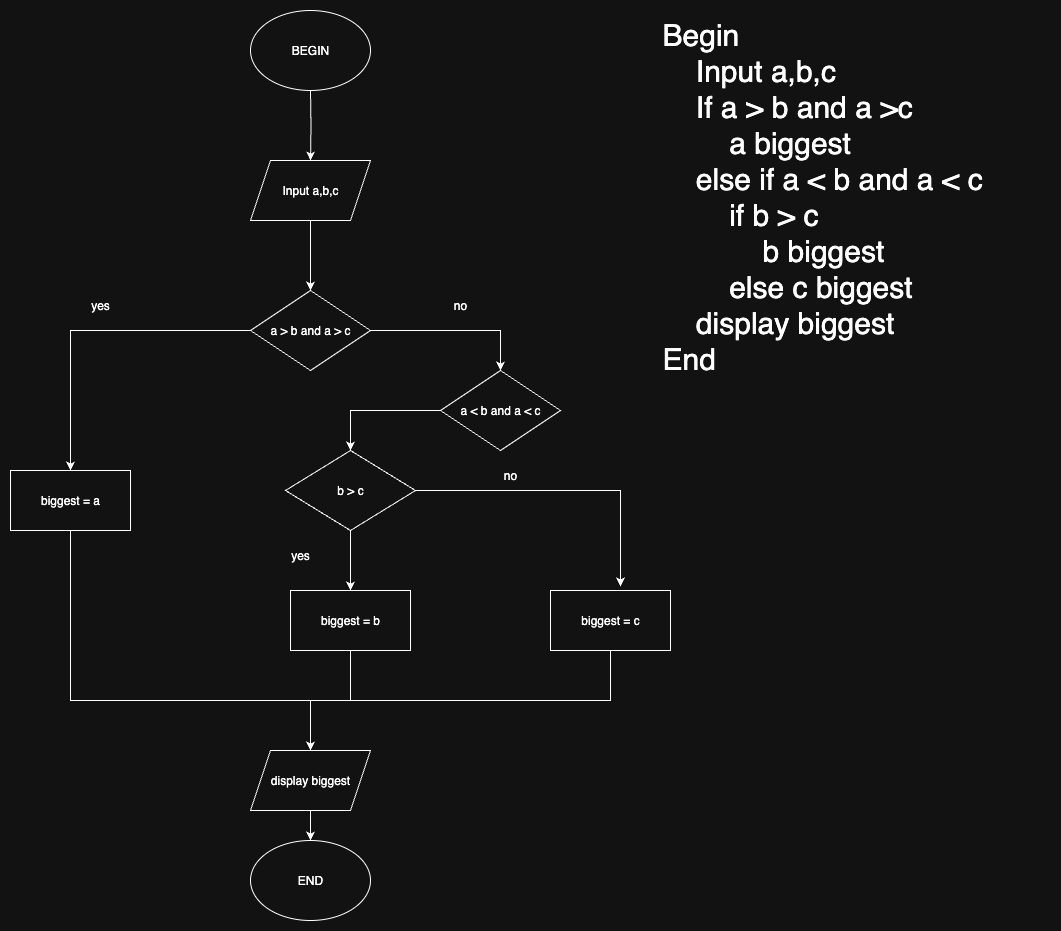 BEGIN
Input a,b,c
yes
a > b and a > c
no
a < b and a < c
b > c
no
biggest = a
yes
biggest = b
biggest = c
display biggest
END
Begin
Input a,b,c
If a > b and a >c
a biggest
else if a < b and a < c
if b > c
b biggest
else c biggest
display biggest
End